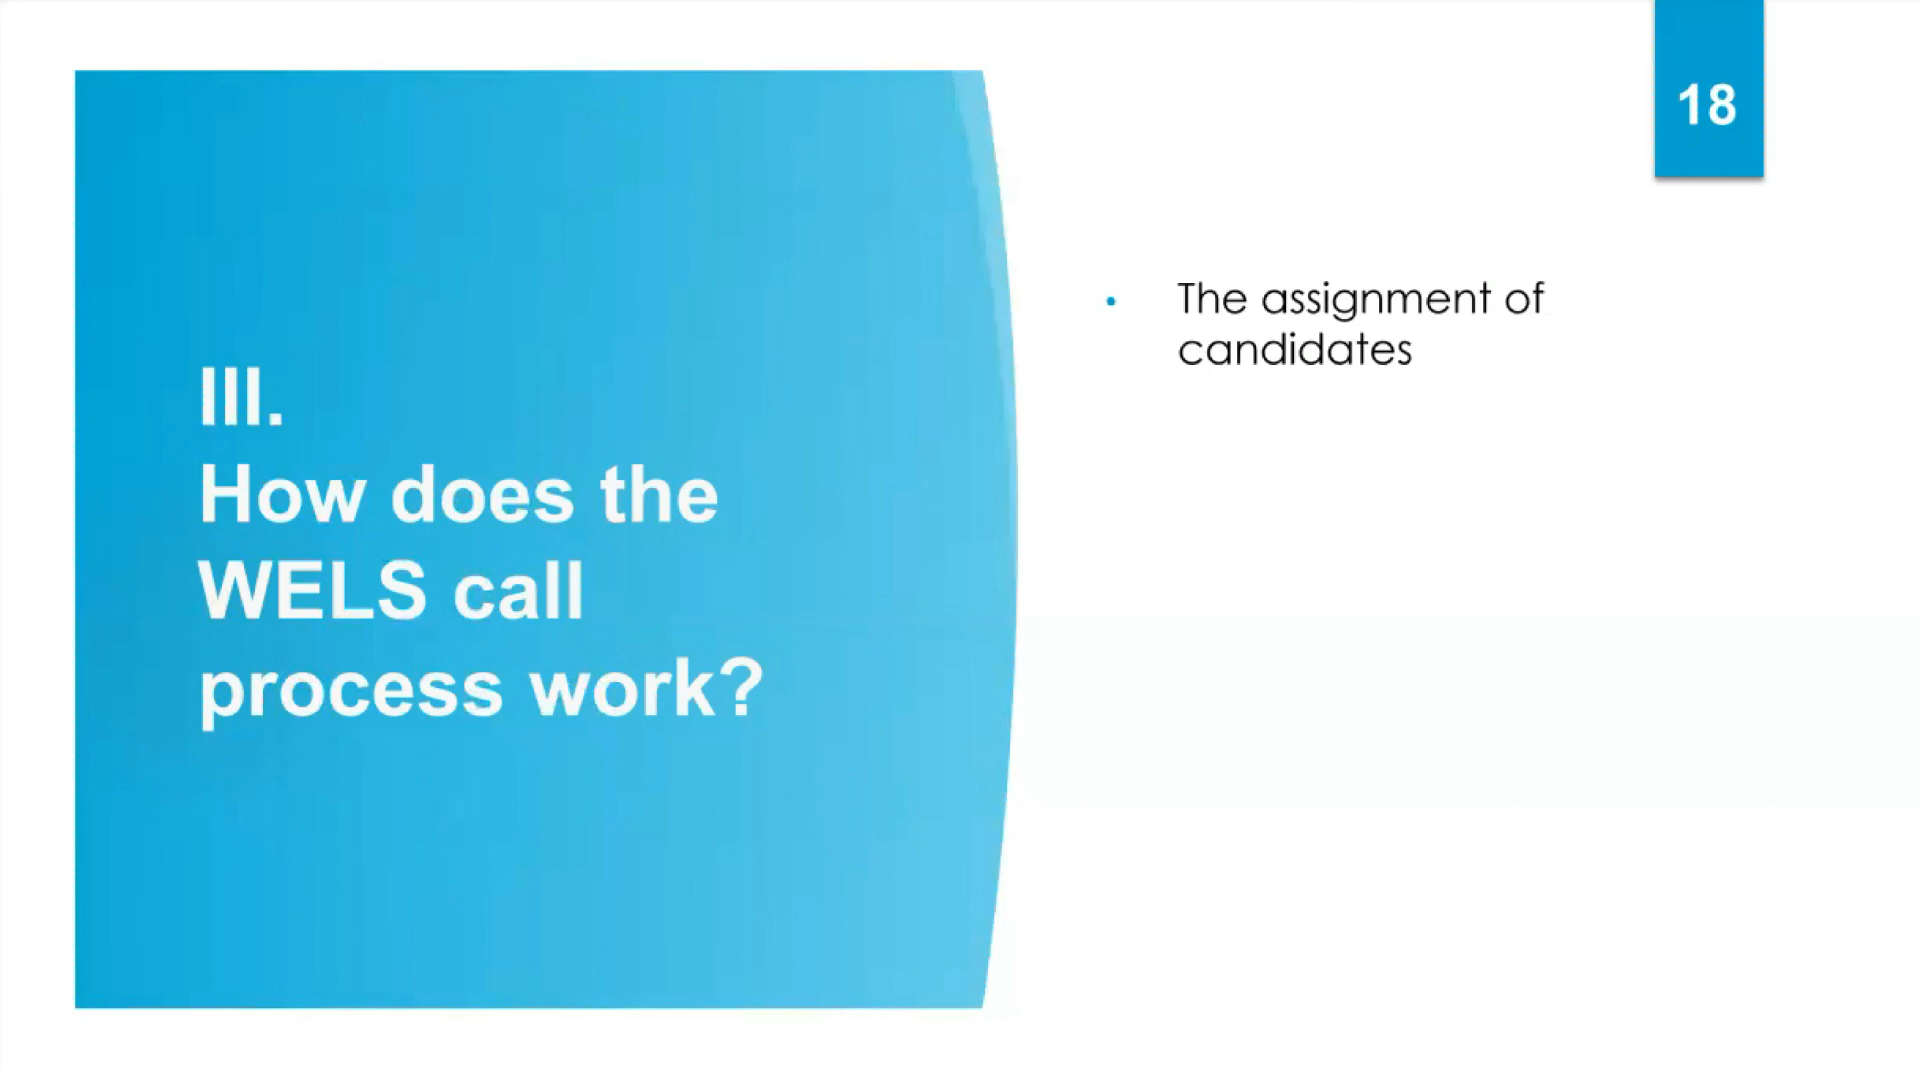 18
III.
How does the
WELS call
process work?
• The assignment of
candidates